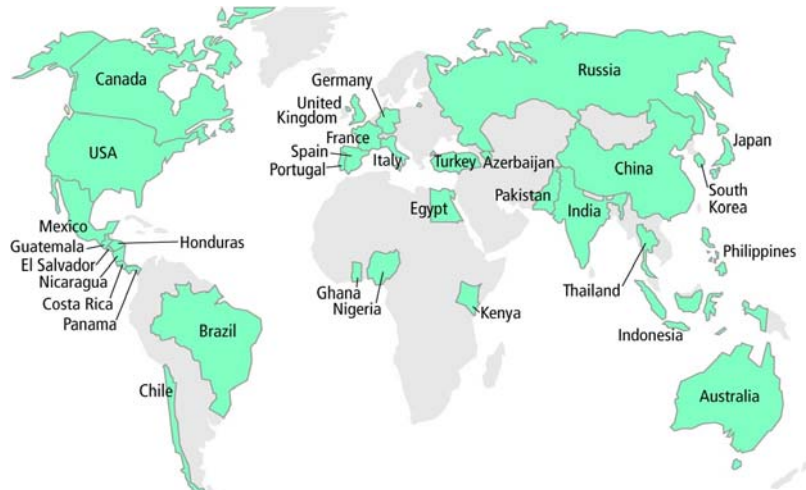 Canada
USA
Mexico
Guatemala
El Salvador
Nicaragua
Costa Rica
Panama
Honduras
Brazil
Chile
Germany
United
Kingdom
France
Spain
Portugal
Italy
Turkey
Azerbaijan
Russia
China
Japan
South
Korea
Pakistan
India
Egypt
Ghana
Nigeria
Kenya
Thailand
Philippines
Indonesia
Australia